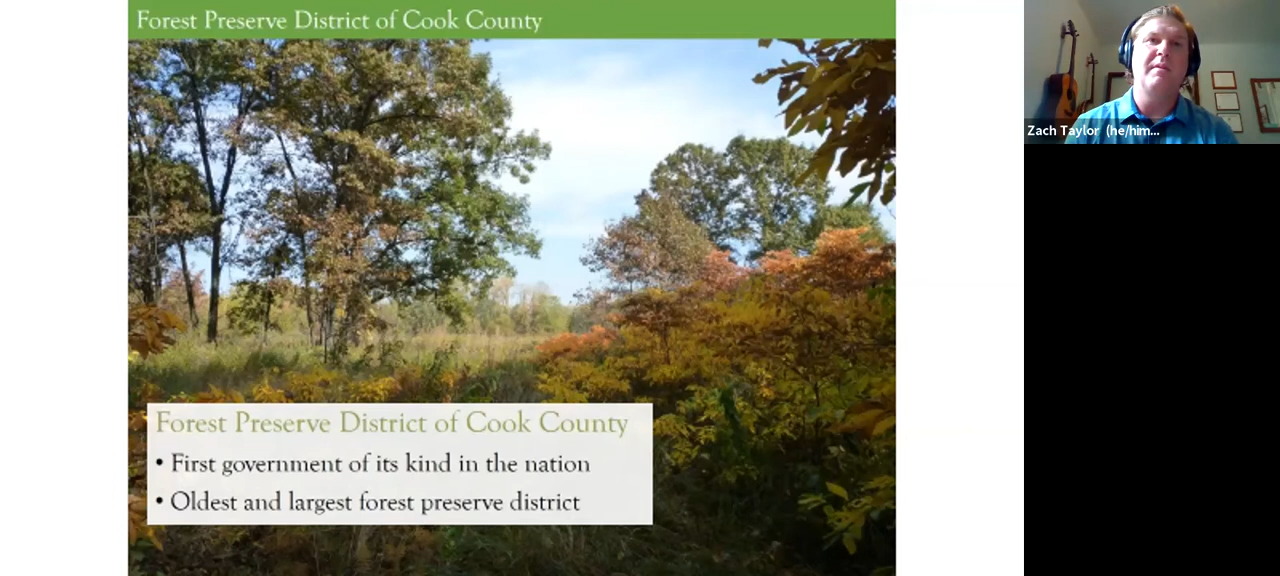 Forest Preserve District of Cook County
Zach Taylor (he/him...
Forest Preserve District of Cook County
• First government of its kind in the nation
• Oldest and largest forest preserve district